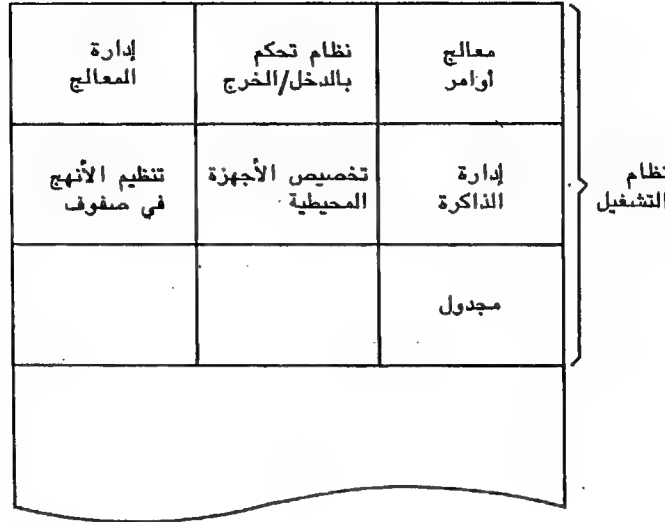 معالج
أوامر
نظام تحكم
بالدخل/الخرج
إدارة
المعالج
إدارة
الذاكرة
تخصيص الأجهزة
المحيطية
تنظيم الأنهج
في صفوف
مجدول
نظام
التشغيل